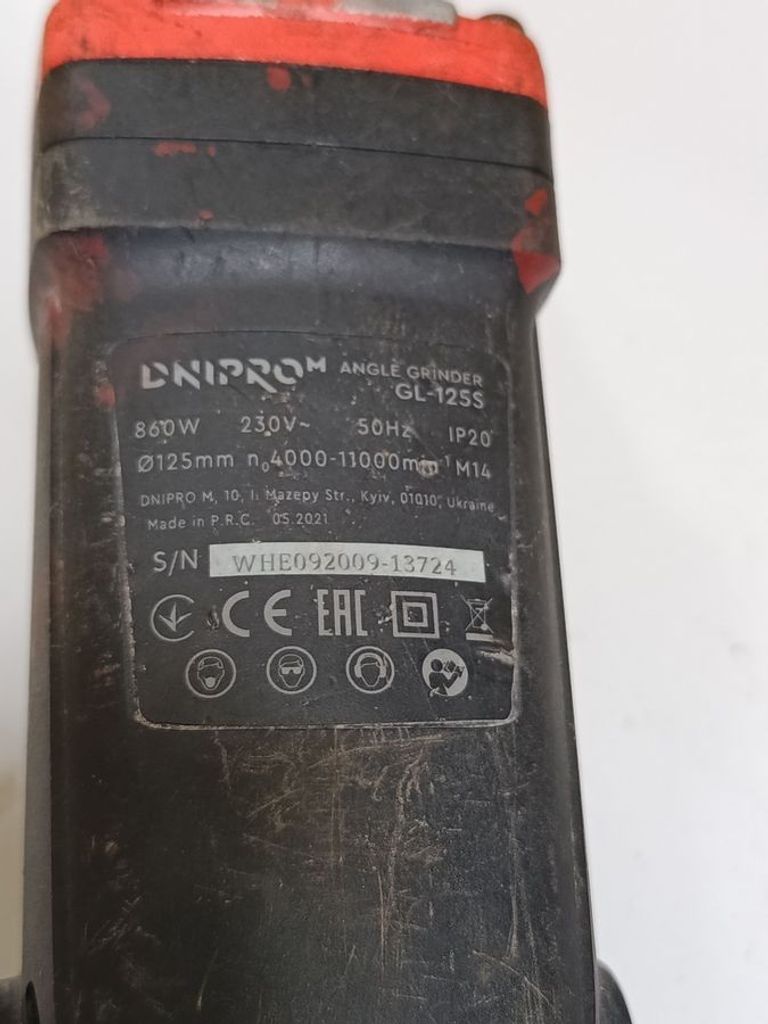 DNIPRO M ANGLE GRINDER
GL-125S
860W 230V~ 50Hz IP20
Ø125mm n₀4000-11000min⁻¹ M14
DNIPRO M, 10, I. Mazepy Str., Kyiv, 01010, Ukraine
Made in P.R.C. 05.2021
S/N WHE092009-13724
CE EAC